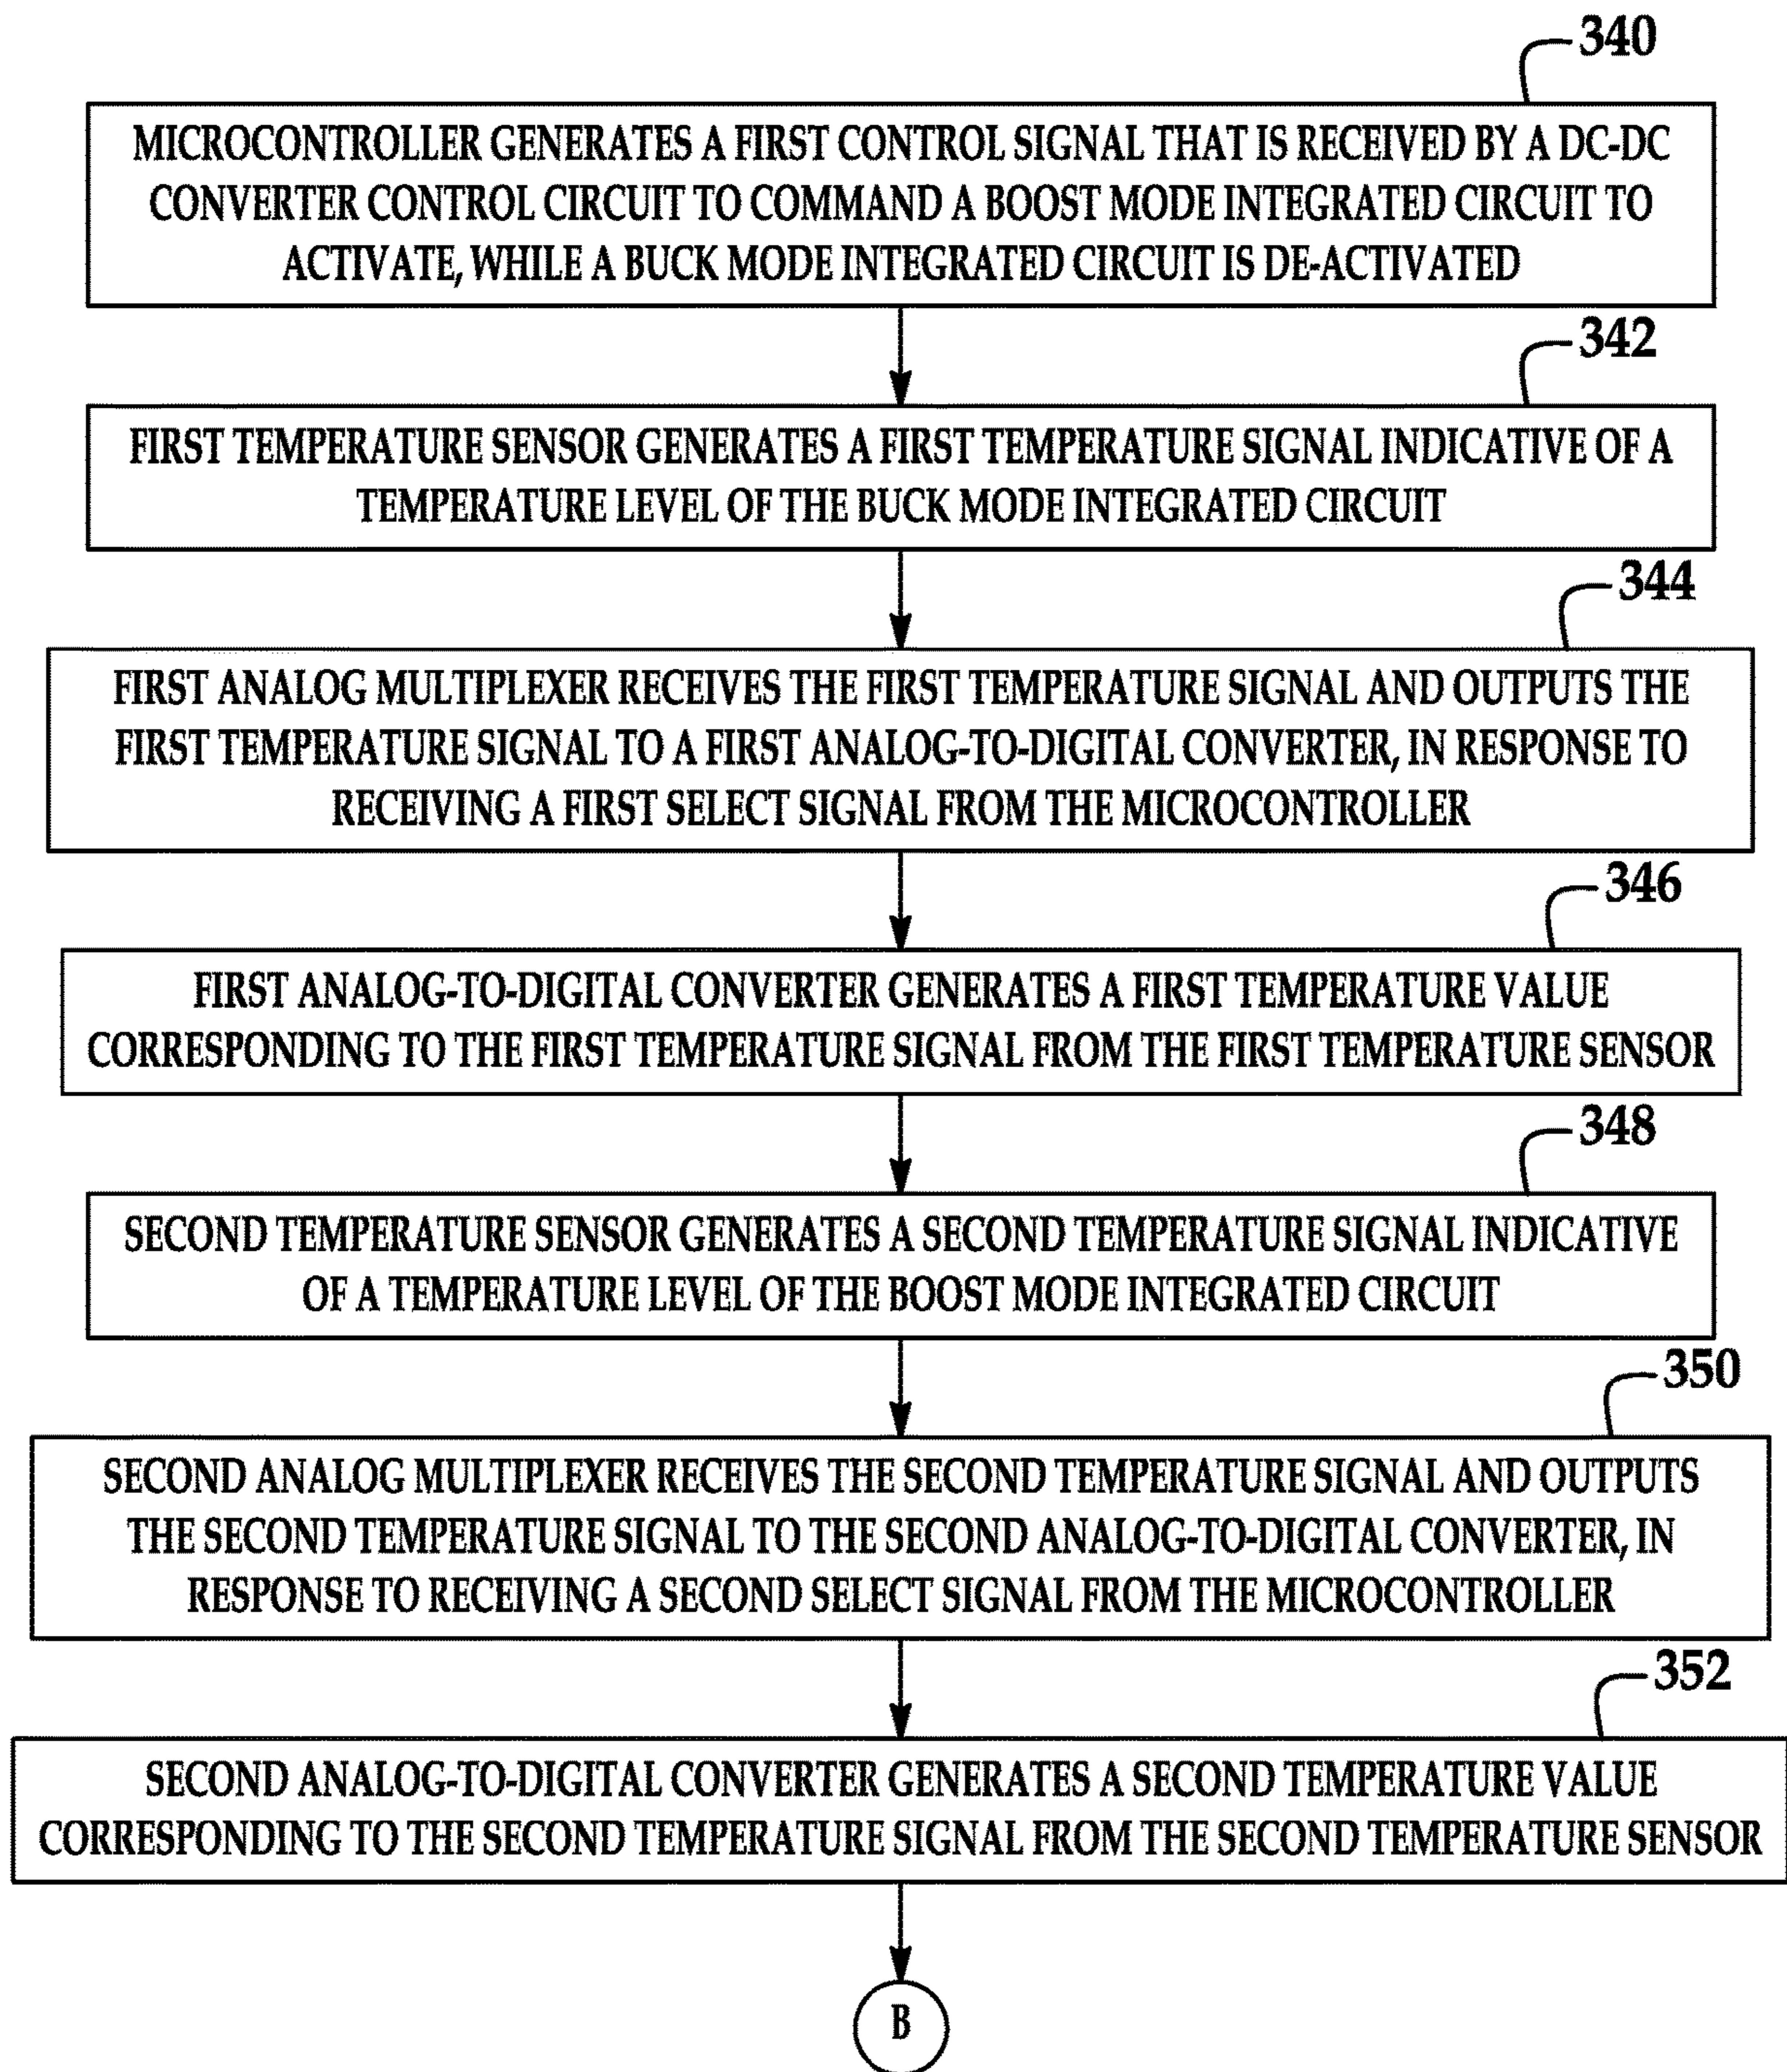 340
MICROCONTROLLER GENERATES A FIRST CONTROL SIGNAL THAT IS RECEIVED BY A DC-DC
CONVERTER CONTROL CIRCUIT TO COMMAND A BOOST MODE INTEGRATED CIRCUIT TO
ACTIVATE, WHILE A BUCK MODE INTEGRATED CIRCUIT IS DE-ACTIVATED
342
FIRST TEMPERATURE SENSOR GENERATES A FIRST TEMPERATURE SIGNAL INDICATIVE OF A
TEMPERATURE LEVEL OF THE BUCK MODE INTEGRATED CIRCUIT
344
FIRST ANALOG MULTIPLEXER RECEIVES THE FIRST TEMPERATURE SIGNAL AND OUTPUTS THE
FIRST TEMPERATURE SIGNAL TO A FIRST ANALOG-TO-DIGITAL CONVERTER, IN RESPONSE TO
RECEIVING A FIRST SELECT SIGNAL FROM THE MICROCONTROLLER
346
FIRST ANALOG-TO-DIGITAL CONVERTER GENERATES A FIRST TEMPERATURE VALUE
CORRESPONDING TO THE FIRST TEMPERATURE SIGNAL FROM THE FIRST TEMPERATURE SENSOR
348
SECOND TEMPERATURE SENSOR GENERATES A SECOND TEMPERATURE SIGNAL INDICATIVE
OF A TEMPERATURE LEVEL OF THE BOOST MODE INTEGRATED CIRCUIT
350
SECOND ANALOG MULTIPLEXER RECEIVES THE SECOND TEMPERATURE SIGNAL AND OUTPUTS
THE SECOND TEMPERATURE SIGNAL TO THE SECOND ANALOG-TO-DIGITAL CONVERTER, IN
RESPONSE TO RECEIVING A SECOND SELECT SIGNAL FROM THE MICROCONTROLLER
352
SECOND ANALOG-TO-DIGITAL CONVERTER GENERATES A SECOND TEMPERATURE VALUE
CORRESPONDING TO THE SECOND TEMPERATURE SIGNAL FROM THE SECOND TEMPERATURE SENSOR
B